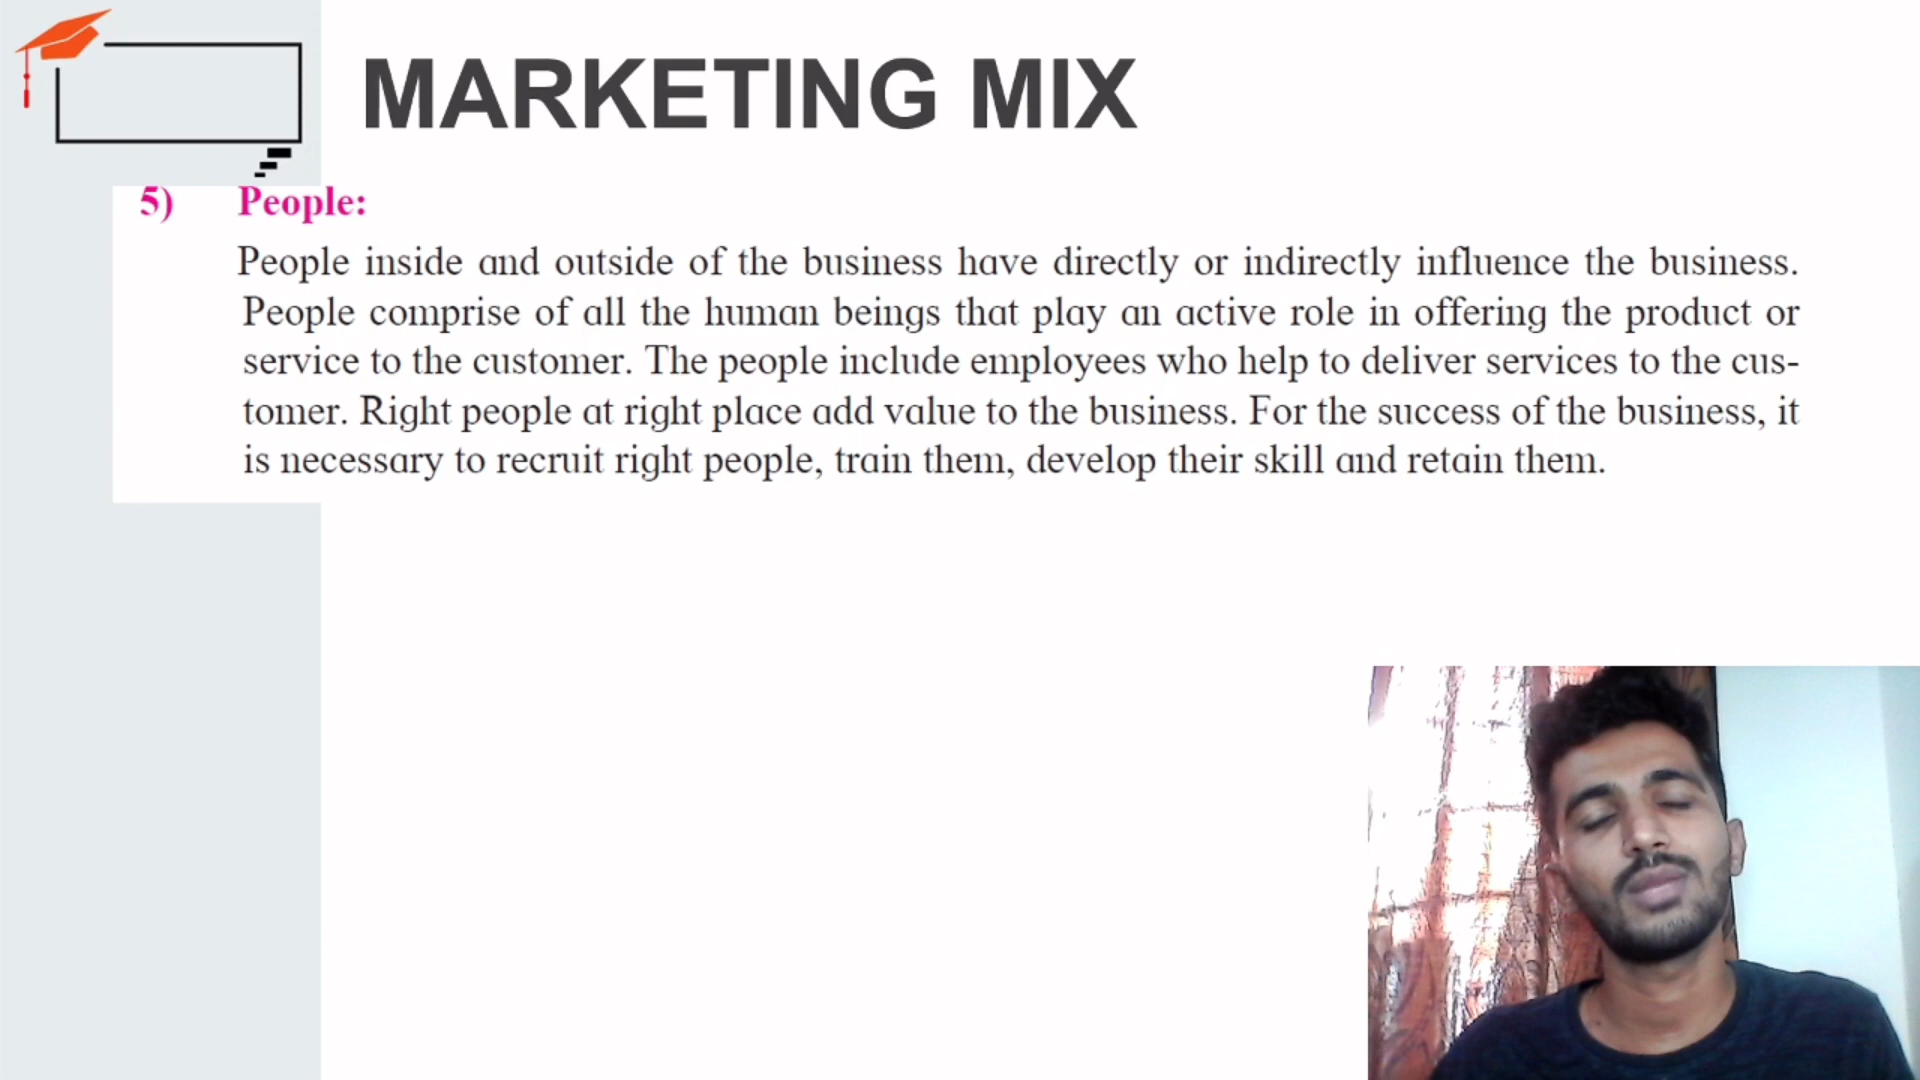 MARKETING MIX
5) People:
People inside and outside of the business have directly or indirectly influence the business.
People comprise of all the human beings that play an active role in offering the product or
service to the customer. The people include employees who help to deliver services to the cus-
tomer. Right people at right place add value to the business. For the success of the business, it
is necessary to recruit right people, train them, develop their skill and retain them.